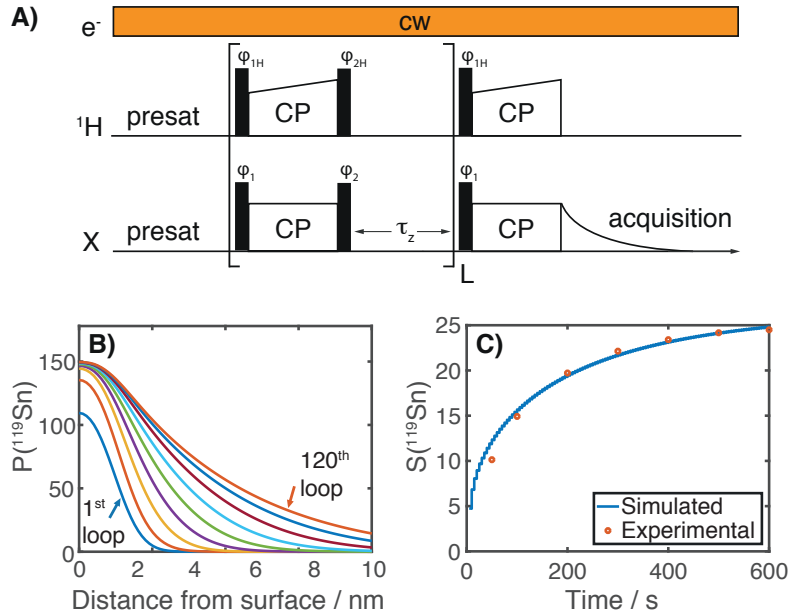 A)
e-
cw
φ1H φ2H φ1H
¹H presat CP CP
φ1 φ2 φ1
X presat CP τz CP acquisition
L
B)
P(¹¹⁹Sn)
150
100
50
0
1st loop
120th loop
0 2 4 6 8 10
Distance from surface / nm
C)
S(¹¹⁹Sn)
25
20
15
10
5
0
Simulated
Experimental
0 200 400 600
Time / s